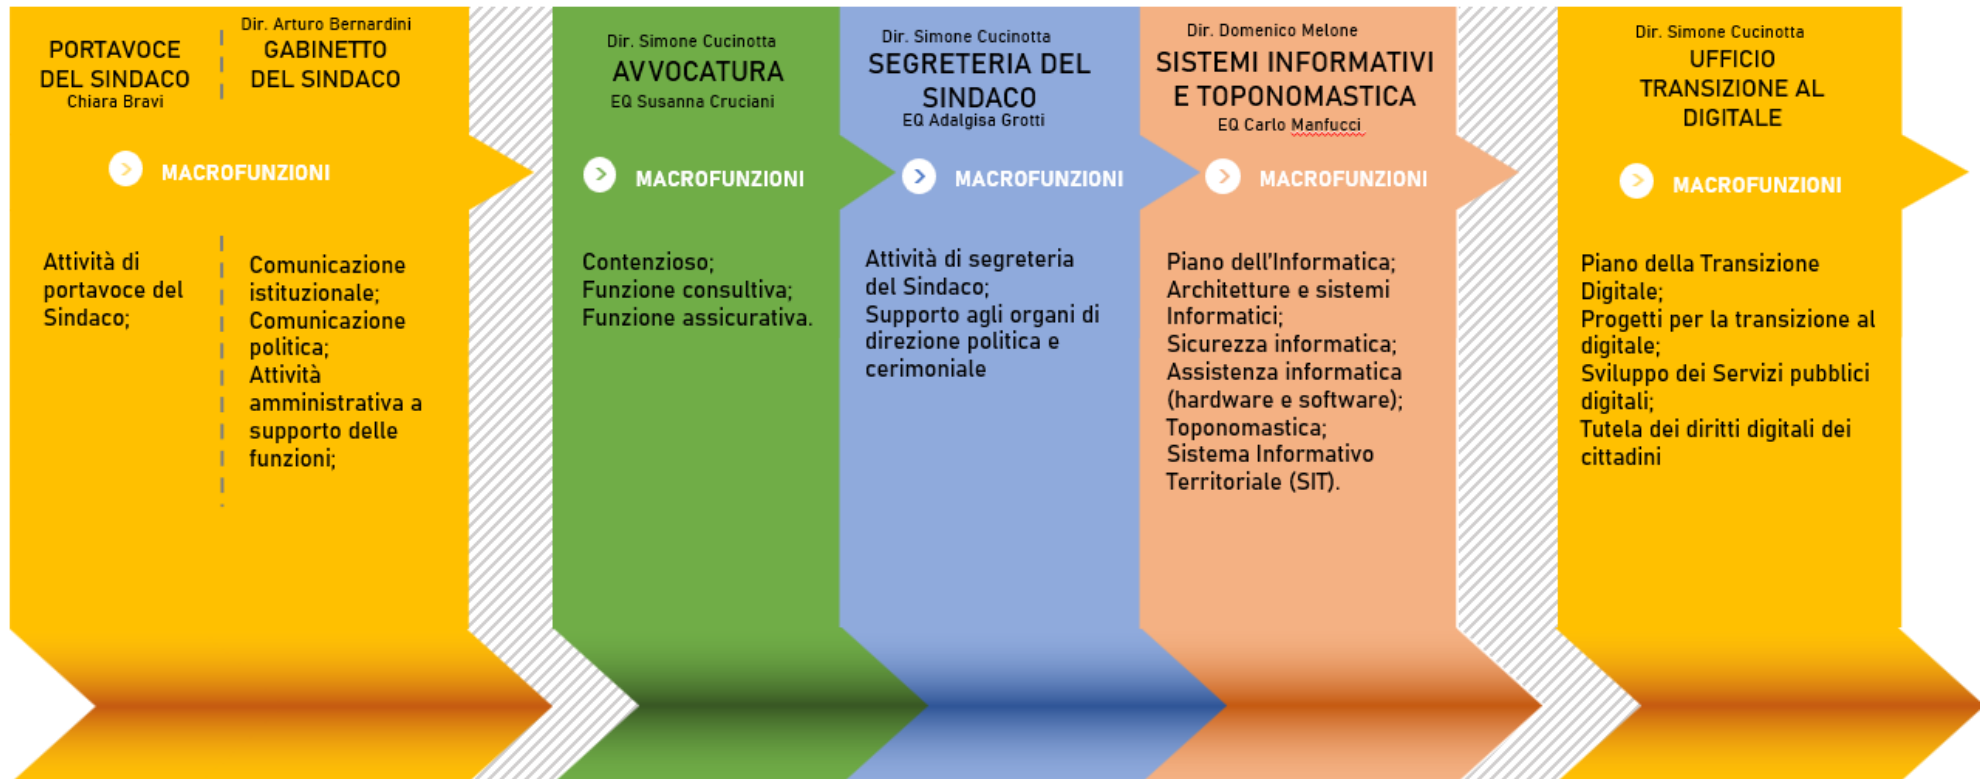 PORTAVOCE
DEL SINDACO
Chiara Bravi
Dir. Arturo Bernardini
GABINETTO
DEL SINDACO
MACROFUNZIONI
Attività di
portavoce del
Sindaco;
Comunicazione
istituzionale;
Comunicazione
politica;
Attività
amministrativa a
supporto delle
funzioni;
Dir. Simone Cucinotta
AVVOCATURA
EQ Susanna Cruciani
MACROFUNZIONI
Contenzioso;
Funzione consultiva;
Funzione assicurativa.
Dir. Simone Cucinotta
SEGRETERIA DEL
SINDACO
EQ Adalgisa Grotti
MACROFUNZIONI
Attività di segreteria
del Sindaco;
Supporto agli organi di
direzione politica e
cerimoniale
Dir. Domenico Melone
SISTEMI INFORMATIVI
E TOPONOMASTICA
EQ Carlo Manfucci
MACROFUNZIONI
Piano dell'Informatica;
Architetture e sistemi
Informatici;
Sicurezza informatica;
Assistenza informatica
(hardware e software);
Toponomastica;
Sistema Informativo
Territoriale (SIT).
Dir. Simone Cucinotta
UFFICIO
TRANSIZIONE AL
DIGITALE
MACROFUNZIONI
Piano della Transizione
Digitale;
Progetti per la transizione al
digitale;
Sviluppo dei Servizi pubblici
digitali;
Tutela dei diritti digitali dei
cittadini